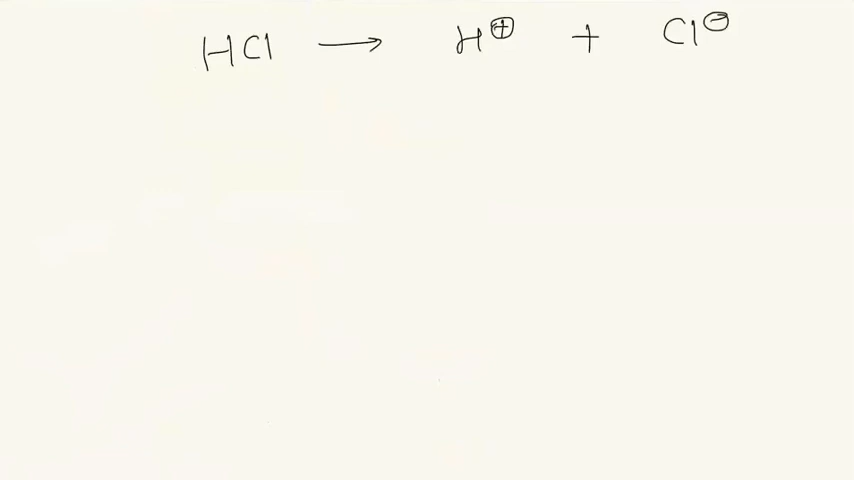 HCl → H⊕ + Cl⊖